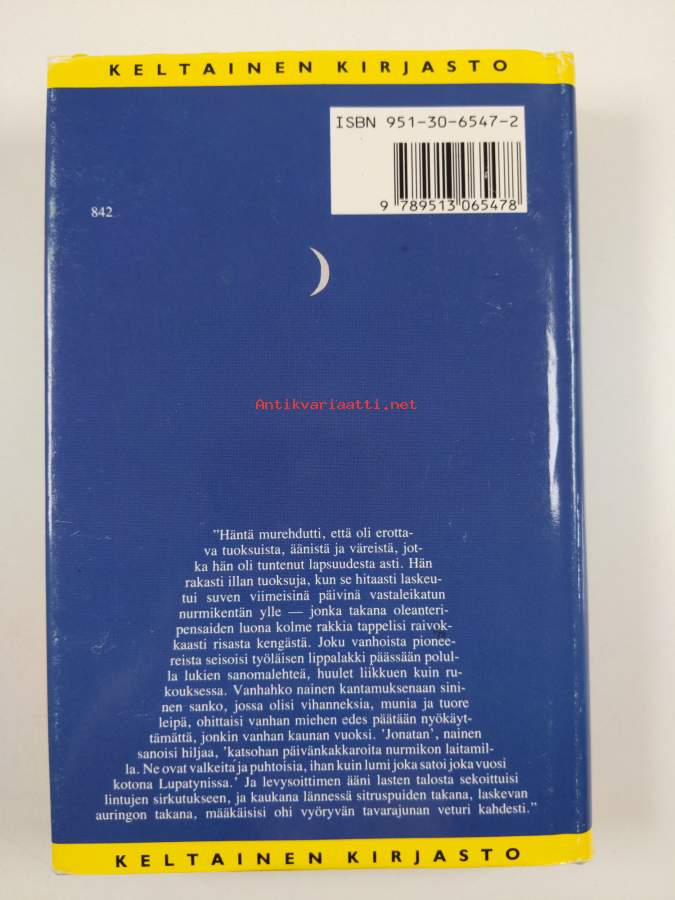 KELTAINEN KIRJASTO
ISBN 951-30-6547-2
9 789513 065478
842
Antikvariaatti.net
”Häntä murehdutti, että oli erotta-
va tuoksuista, äänistä ja väreistä, jot-
ka hän oli tuntenut lapsuudesta asti. Hän
rakasti illan tuoksuja, kun se hitaasti laskeu-
tui suven viimeisinä päivinä vastaleikatun
nurmikentän ylle — jonka takana oleanteri-
pensaiden luona kolme rakkia tappelisi raivok-
kaasti risasta kengästä. Joku vanhoista pionee-
reista seisoisi työläisen lippalakki päässään polul-
la lukien sanomalehteä, huulet liikkuen kuin ru-
kouksessa. Vanhahko nainen kantamuksenaan sini-
nen sanko, jossa olisi vihanneksia, munia ja tuore
leipä, ohittaisi vanhan miehen edes päätään nyökäyt-
tämättä, jonkin vanhan kaunan vuoksi. ’Jonatan’, nainen
sanoisi hiljaa, ’katsohan päivänkakkaroita nurmikon laitamil-
la. Ne ovat valkeita ja puhtoisia, ihan kuin lumi joka satoi joka vuosi
kotona Lupatynissa.’ Ja levysoittimen ääni lasten talosta sekoittuisi
lintujen sirkutukseen, ja kaukana lännessä sitruspuiden takana, laskevan
auringon takana, määkäisisi ohi vyöryvän tavarajunan veturi kahdesti.”
KELTAINEN KIRJASTO